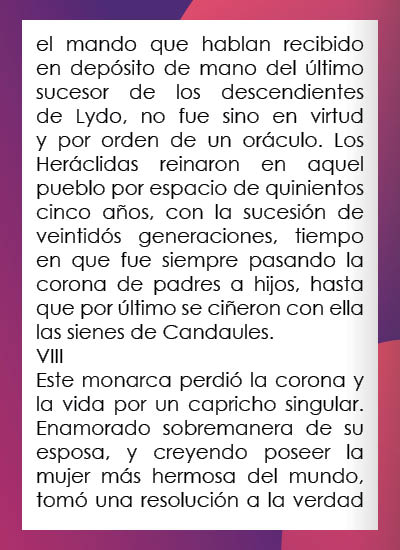 el mando que hablan recibido
en depósito de mano del último
sucesor de los descendientes
de Lydo, no fue sino en virtud
y por orden de un oráculo. Los
Heráclidas reinaron en aquel
pueblo por espacio de quinientos
cinco años, con la sucesión de
veintidós generaciones, tiempo
en que fue siempre pasando la
corona de padres a hijos, hasta
que por último se ciñeron con ella
las sienes de Candaules.
VIII
Este monarca perdió la corona y
la vida por un capricho singular.
Enamorado sobremanera de su
esposa, y creyendo poseer la
mujer más hermosa del mundo,
tomó una resolución a la verdad